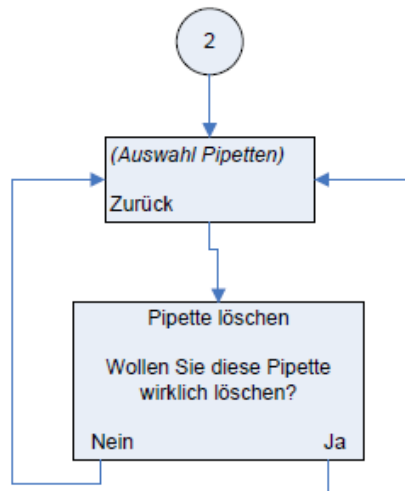 2
(Auswahl Pipetten)
Zurück
Pipette löschen
Wollen Sie diese Pipette
wirklich löschen?
Nein Ja